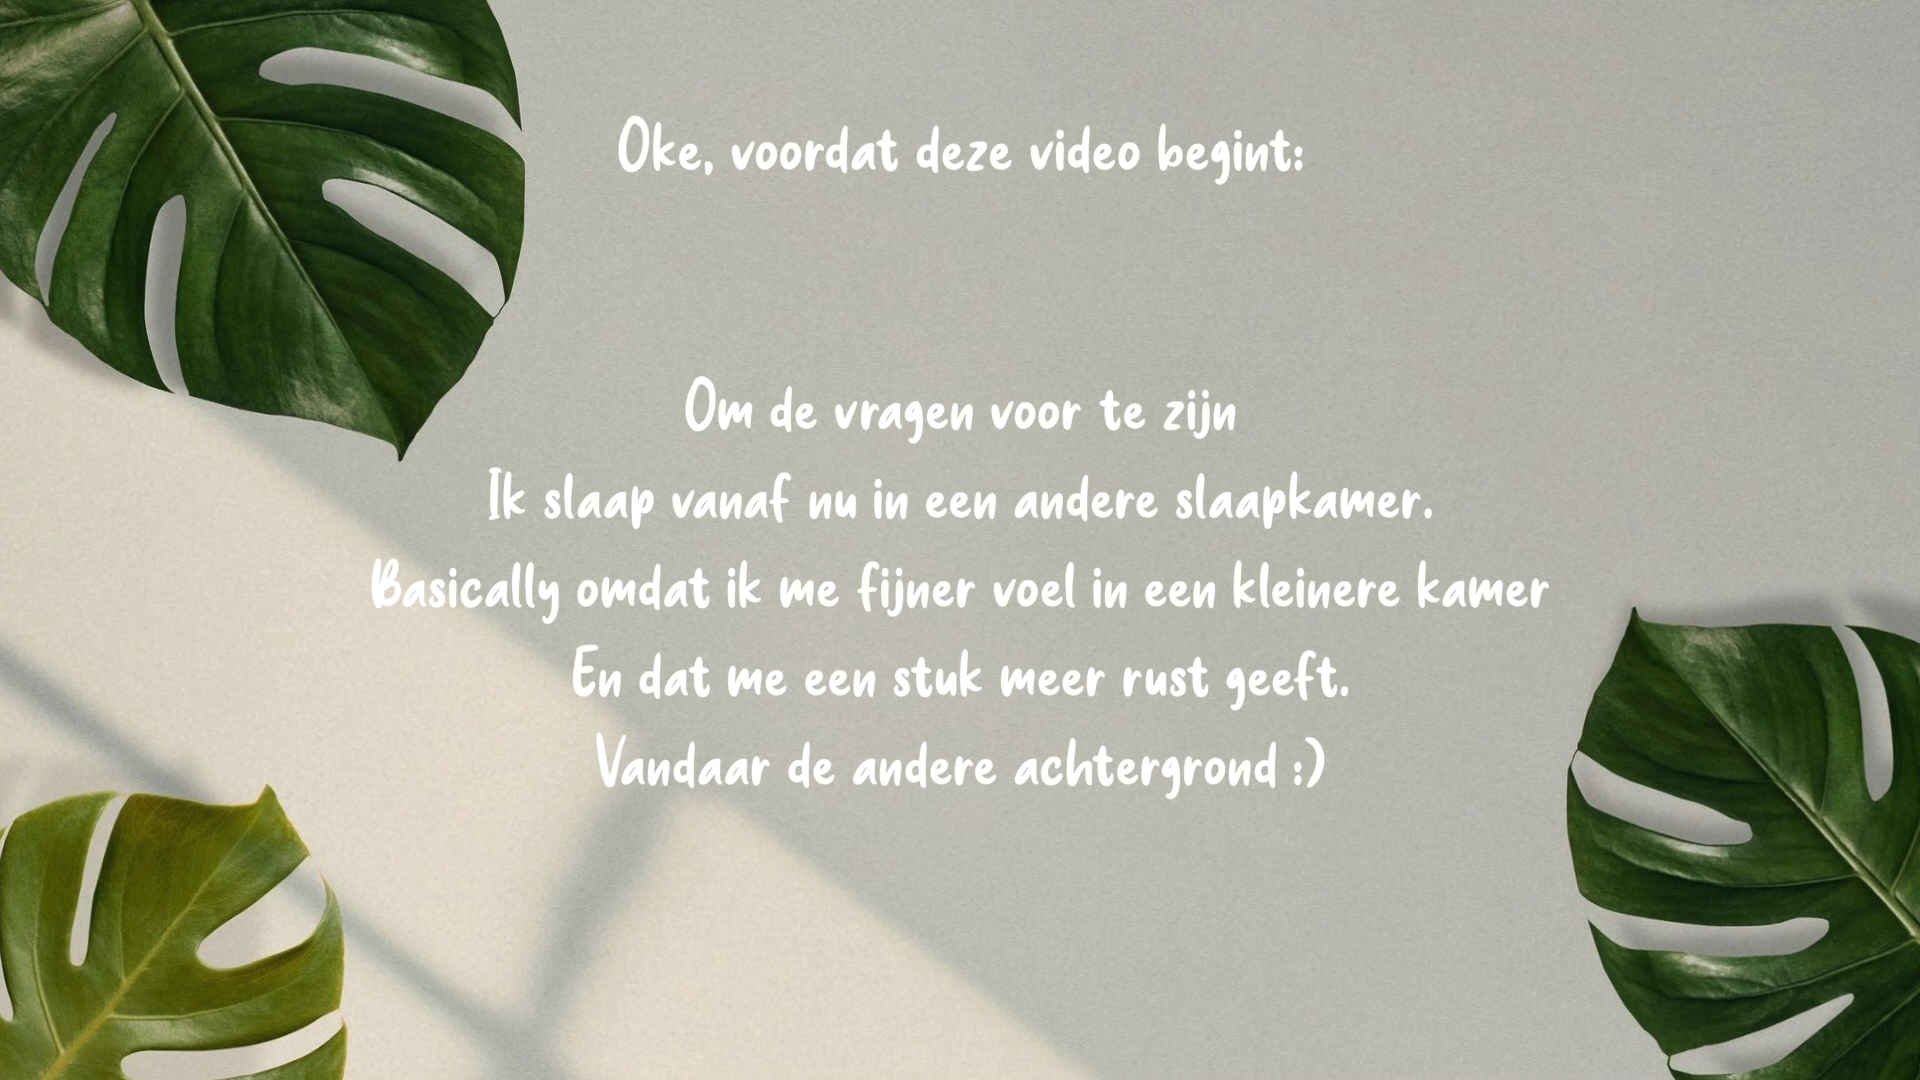 Oke, voordat deze video begint:
Om de vragen voor te zijn
Ik slaap vanaf nu in een andere slaapkamer.
Basically omdat ik me fijner voel in een kleinere kamer
En dat me een stuk meer rust geeft.
Vandaar de andere achtergrond :)